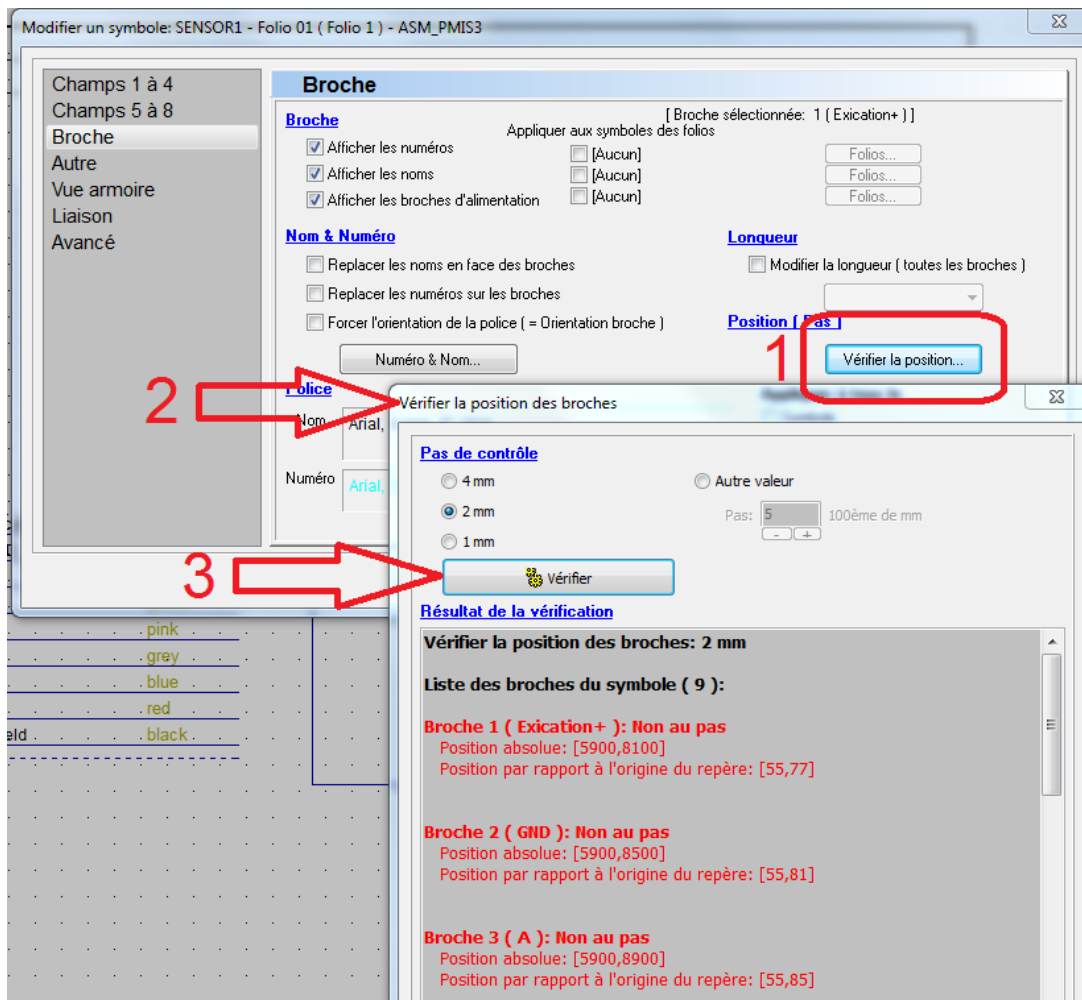 Modifier un symbole: SENSOR1 - Folio 01 ( Folio 1 ) - ASM_PMIS3
Champs 1 à 4
Champs 5 à 8
Broche
Autre
Vue armoire
Liaison
Avancé
Broche
Broche
[ Broche sélectionnée: 1 ( Exication+ ) ]
Appliquer aux symboles des folios
Afficher les numéros
[Aucun]
Folios...
Afficher les noms
[Aucun]
Folios...
Afficher les broches d'alimentation
[Aucun]
Folios...
Nom & Numéro
Replacer les noms en face des broches
Replacer les numéros sur les broches
Forcer l'orientation de la police ( = Orientation broche )
Numéro & Nom...
Longueur
Modifier la longueur ( toutes les broches )
Position [ Pas ]
1
Vérifier la position...
2
Police
Nom
Arial,
Numéro
Arial,
Vérifier la position des broches
Pas de contrôle
4 mm
2 mm
1 mm
Autre valeur
Pas: 5 100ème de mm
- +
3
Vérifier
Résultat de la vérification
Vérifier la position des broches: 2 mm
Liste des broches du symbole ( 9 ):
Broche 1 ( Exication+ ): Non au pas
Position absolue: [5900,8100]
Position par rapport à l'origine du repère: [55,77]
Broche 2 ( GND ): Non au pas
Position absolue: [5900,8500]
Position par rapport à l'origine du repère: [55,81]
Broche 3 ( A ): Non au pas
Position absolue: [5900,8900]
Position par rapport à l'origine du repère: [55,85]
pink
grey
blue
red
eld black